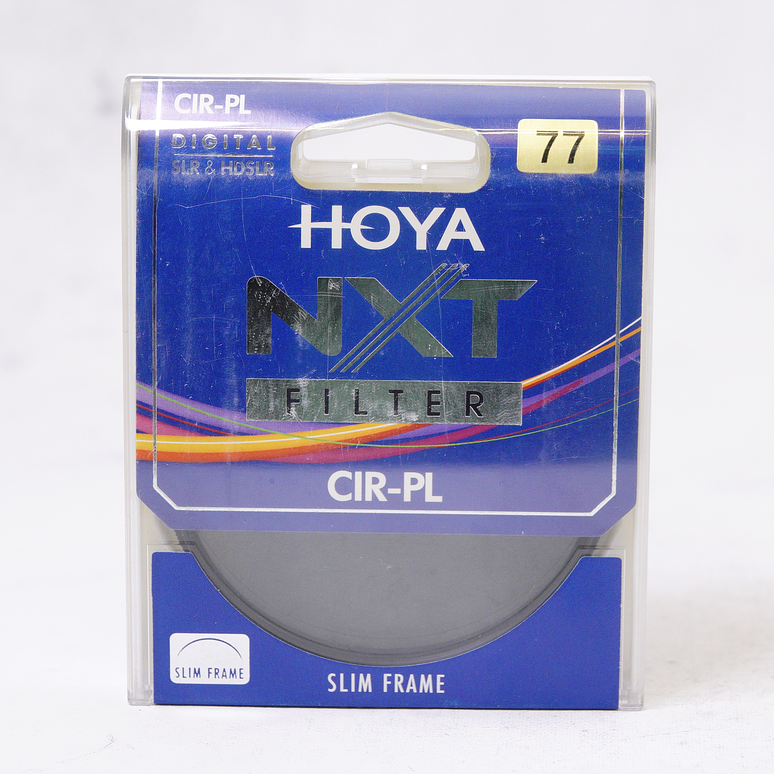 CIR-PL
DIGITAL
SLR & HDSLR
77
HOYA
NXT
FILTER
CIR-PL
SLIM FRAME
SLIM FRAME